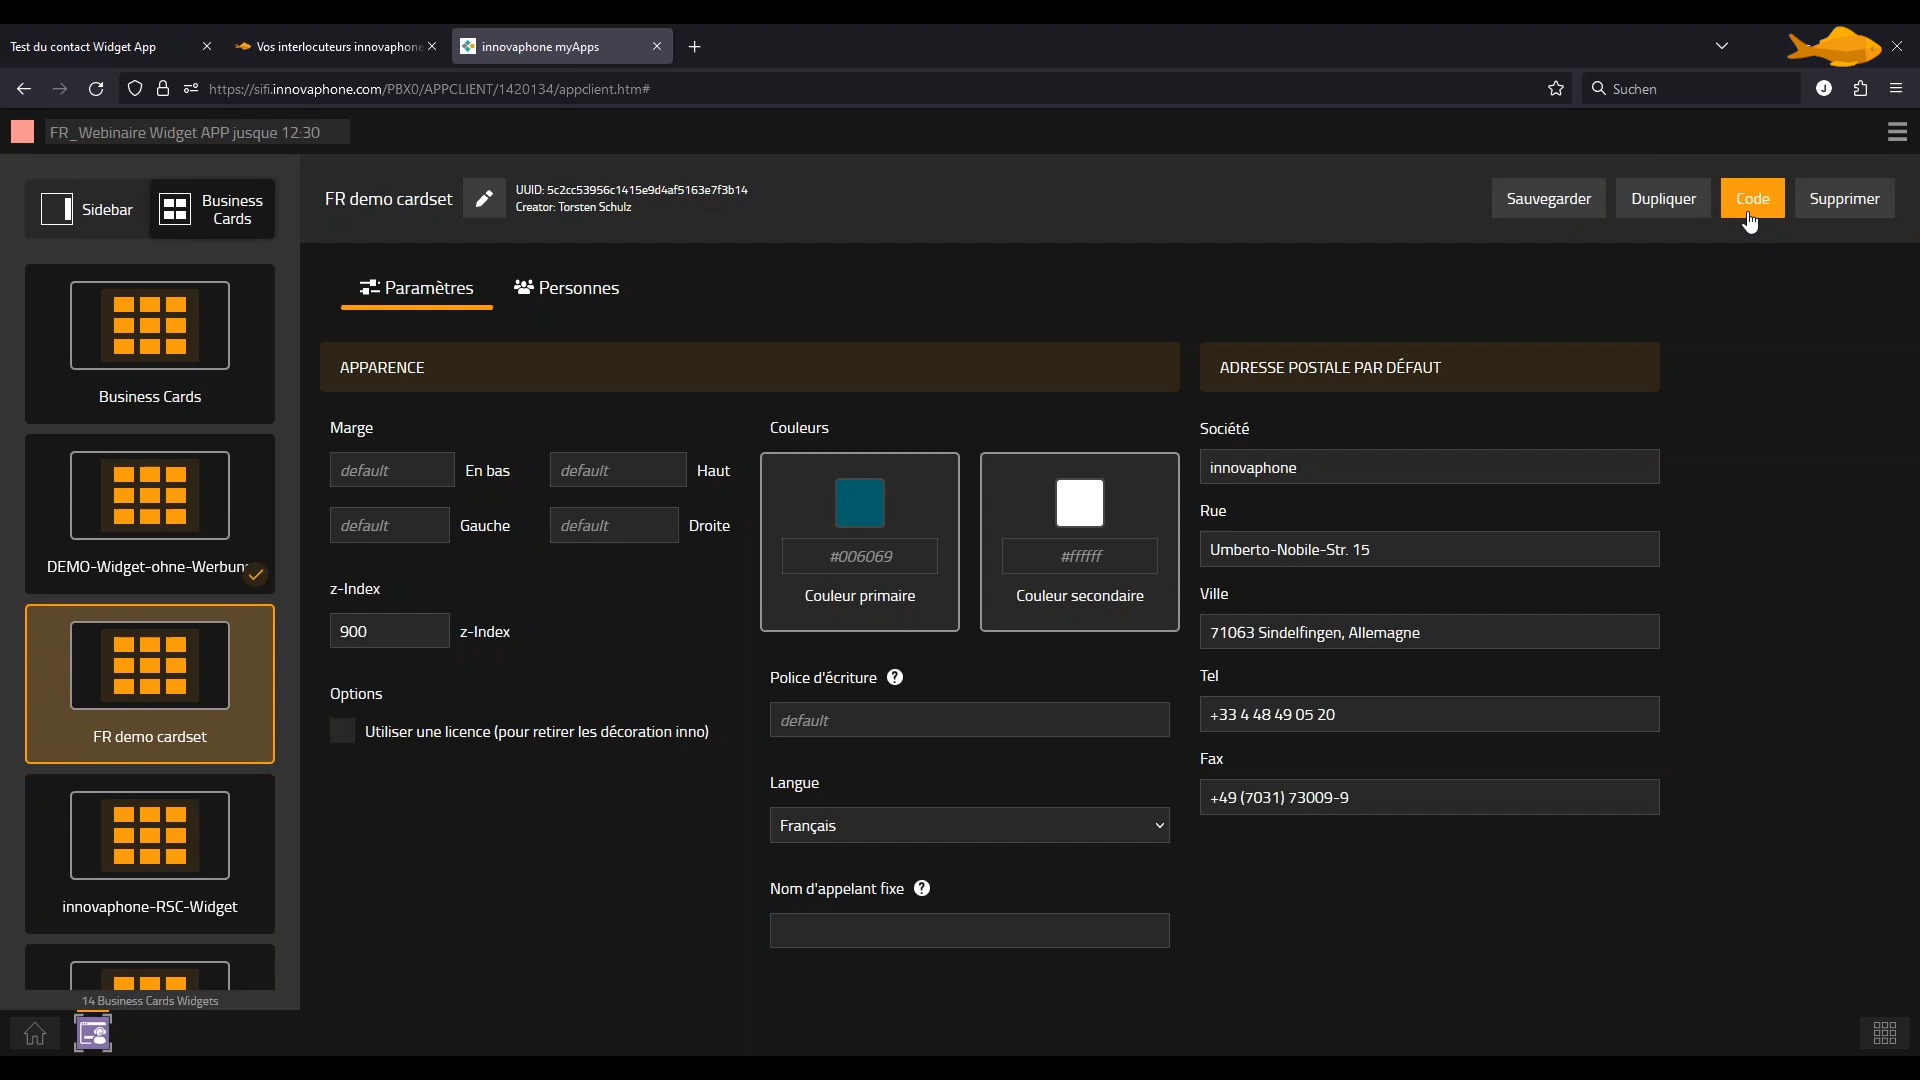 Test du contact Widget App
Vos interlocuteurs innovaphone
innovaphone myApps
https://sifi.innovaphone.com/PBX0/APPCLIENT/1420134/appclient.htm#
Suchen
J
FR_Webinaire Widget APP jusque 12:30
Sidebar
Business
Cards
FR demo cardset
UUID: 5c2cc53956c1415e9d4af5163e7f3b14
Creator: Torsten Schulz
Sauvegarder
Dupliquer
Code
Supprimer
Business Cards
DEMO-Widget-ohne-Werbun
FR demo cardset
innovaphone-RSC-Widget
14 Business Cards Widgets
Paramètres
Personnes
APPARENCE
Marge
default
En bas
default
Haut
default
Gauche
default
Droite
z-Index
900
z-Index
Options
Utiliser une licence (pour retirer les décoration inno)
Couleurs
#006069
Couleur primaire
#ffffff
Couleur secondaire
Police d'écriture ?
default
Langue
Français
Nom d'appelant fixe ?
ADRESSE POSTALE PAR DÉFAUT
Société
innovaphone
Rue
Umberto-Nobile-Str. 15
Ville
71063 Sindelfingen, Allemagne
Tel
+33 4 48 49 05 20
Fax
+49 (7031) 73009-9